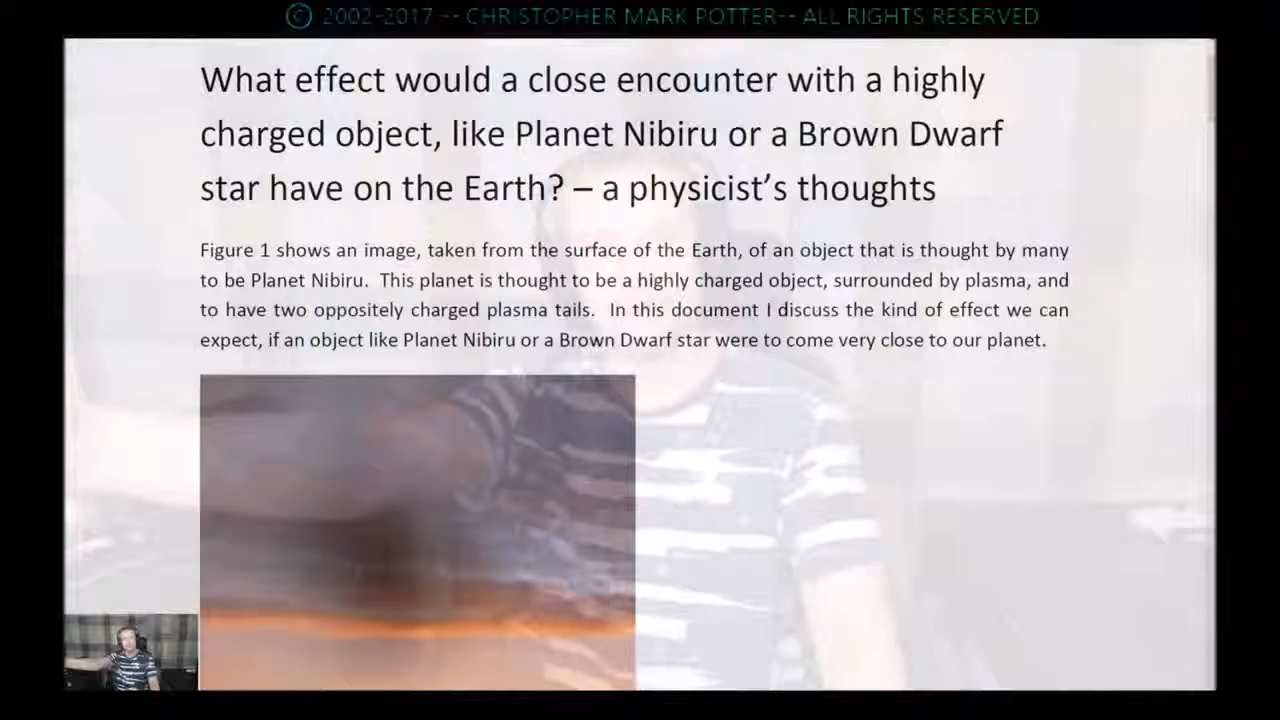 © 2002-2017 -- CHRISTOPHER MARK POTTER-- ALL RIGHTS RESERVED
What effect would a close encounter with a highly
charged object, like Planet Nibiru or a Brown Dwarf
star have on the Earth? – a physicist’s thoughts
Figure 1 shows an image, taken from the surface of the Earth, of an object that is thought by many
to be Planet Nibiru. This planet is thought to be a highly charged object, surrounded by plasma, and
to have two oppositely charged plasma tails. In this document I discuss the kind of effect we can
expect, if an object like Planet Nibiru or a Brown Dwarf star were to come very close to our planet.